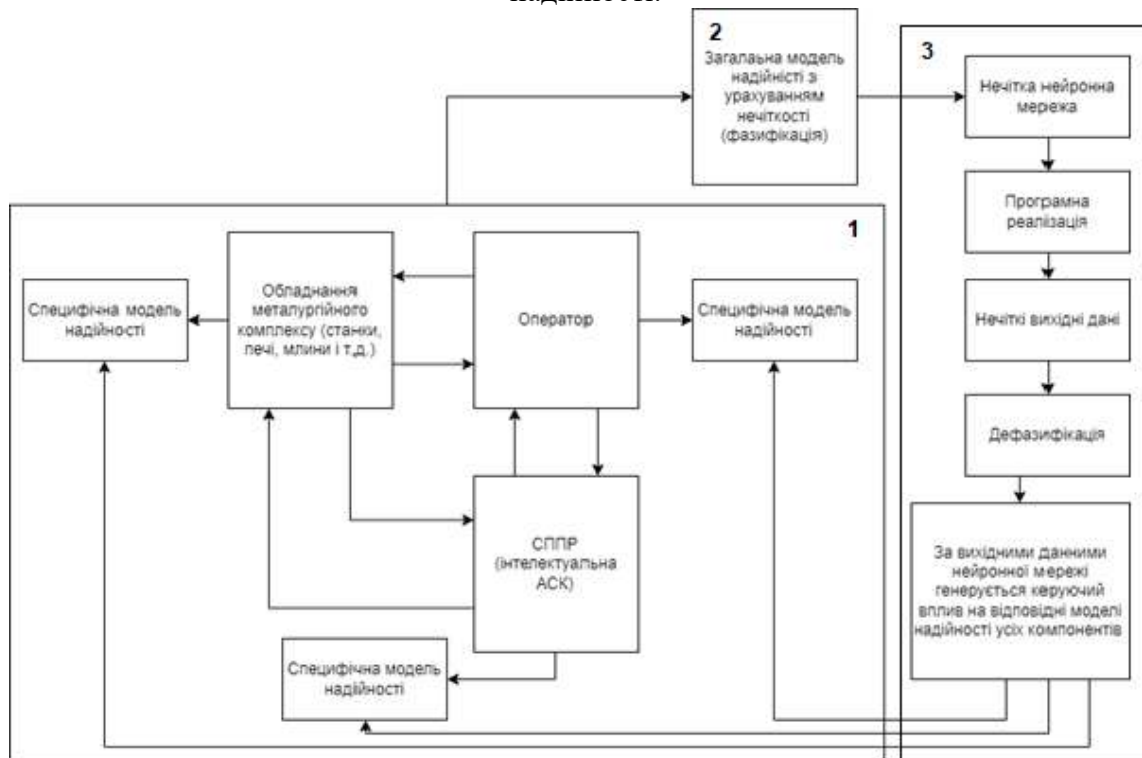 надійності.
2
Загалаьна модель
надійністі з
урахуванням
нечіткості
(фазифікація)
3
Нечітка нейронна
мережа
Програмна
реалізація
Нечіткі вихідні дані
Дефазифікація
За вихідними данними
нейронної мережі
генерується керуючий
вплив на відповідні моделі
надійності усіх компонентів
1
Специфічна модель
надійності
Обладнання
металургійного
комплексу (станки,
печі, млини і т,д.)
Оператор
Специфічна модель
надійності
СППР
(інтелектуальна
АСК)
Специфічна модель
надійності